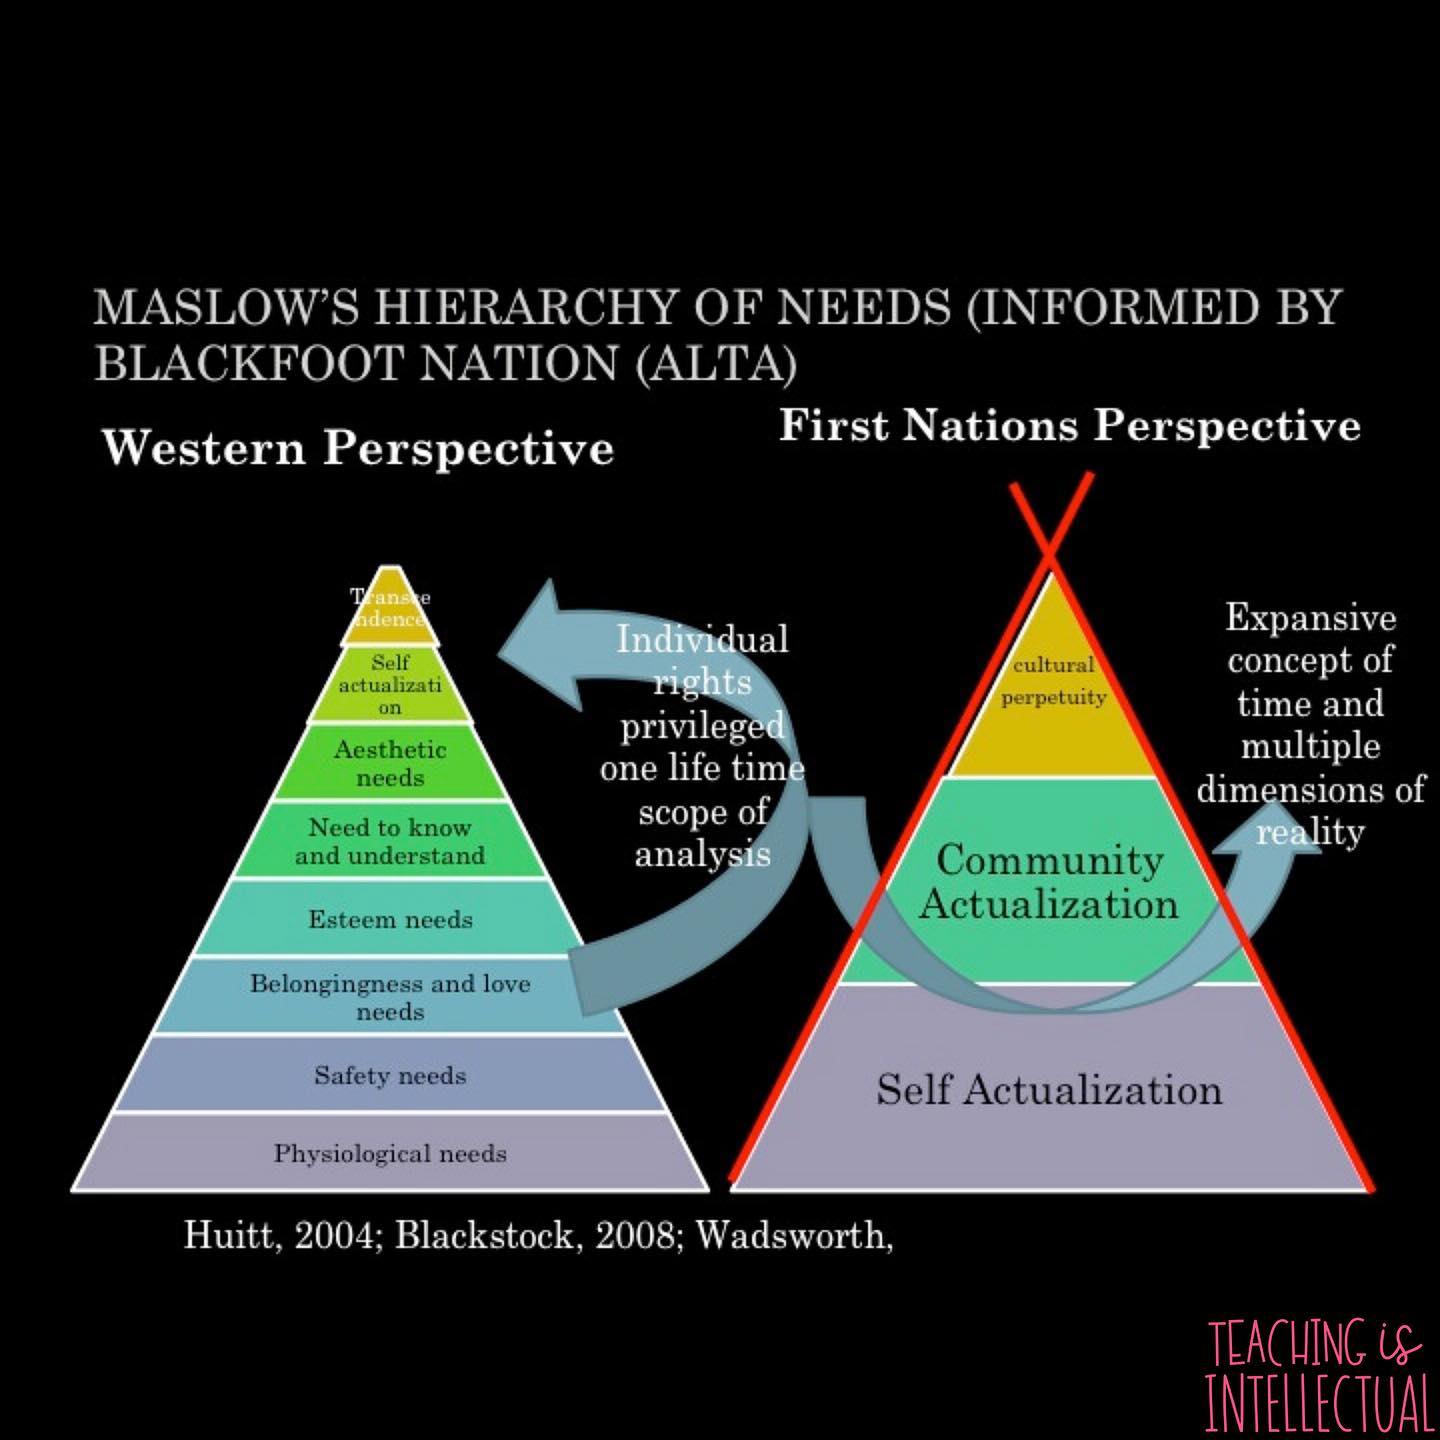 MASLOW'S HIERARCHY OF NEEDS (INFORMED BY
BLACKFOOT NATION (ALTA)
Western Perspective
First Nations Perspective
Transce
ndence
Self
actualizati
on
Aesthetic
needs
Need to know
and understand
Esteem needs
Belongingness and love
needs
Safety needs
Physiological needs
Individual
rights
privileged
one life time
scope of
analysis
cultural
perpetuity
Community
Actualization
Self Actualization
Expansive
concept of
time and
multiple
dimensions of
reality
Huitt, 2004; Blackstock, 2008; Wadsworth,
TEACHING is
INTELLECTUAL